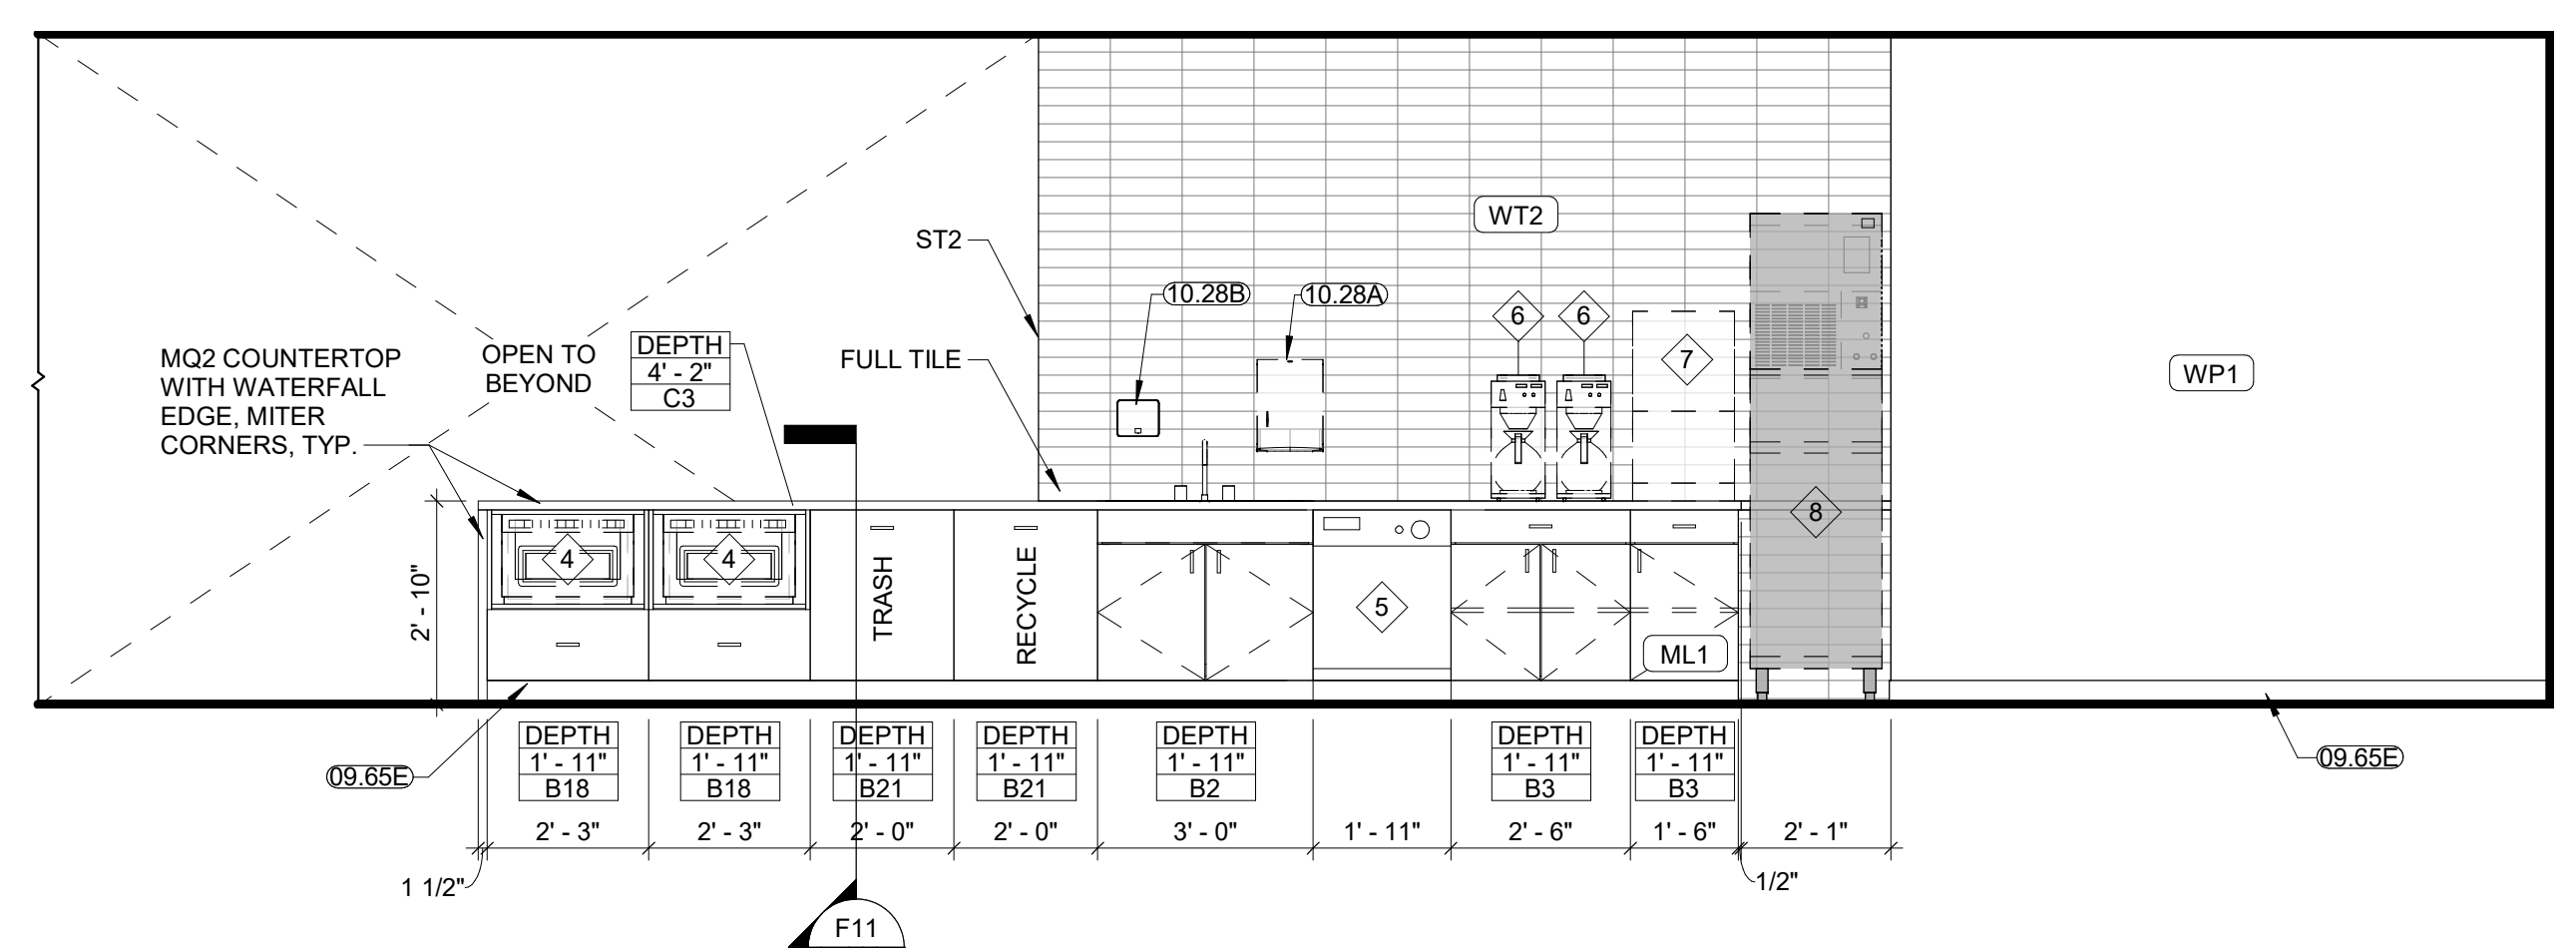 WT2
ST2
10.28B
10.28A
6
6
7
FULL TILE
MQ2 COUNTERTOP
WITH WATERFALL
EDGE, MITER
CORNERS, TYP.
OPEN TO
BEYOND
DEPTH
4' - 2"
C3
WP1
8
4
4
TRASH
RECYCLE
5
ML1
2' - 10"
09.65E
09.65E
DEPTH
1' - 11"
B18
DEPTH
1' - 11"
B18
DEPTH
1' - 11"
B21
DEPTH
1' - 11"
B21
DEPTH
1' - 11"
B2
DEPTH
1' - 11"
B3
DEPTH
1' - 11"
B3
2' - 3"
2' - 3"
2' - 0"
2' - 0"
3' - 0"
1' - 11"
2' - 6"
1' - 6"
2' - 1"
1 1/2"
1/2"
F11